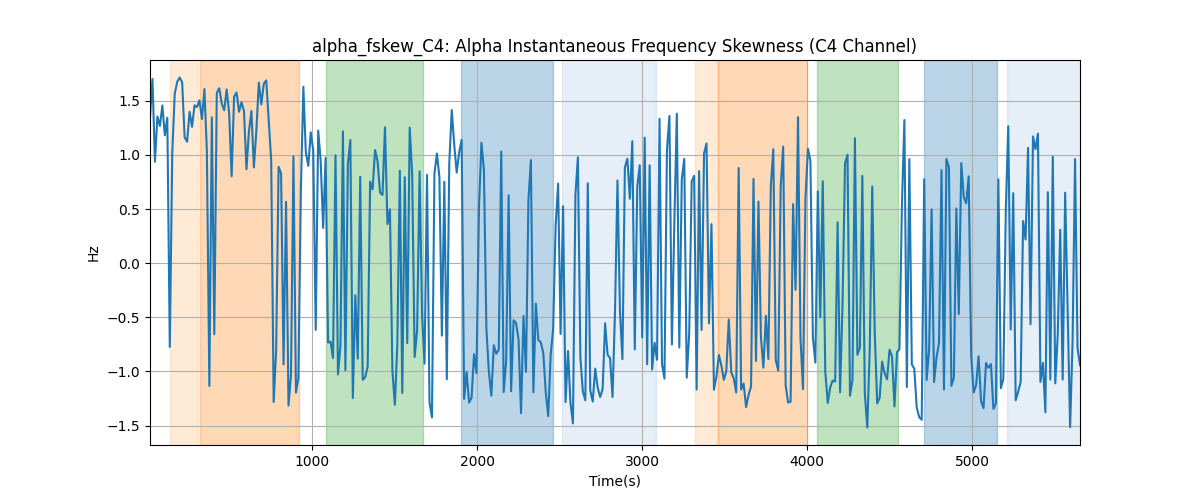 alpha_fskew_C4: Alpha Instantaneous Frequency Skewness (C4 Channel)
Hz
1.5
1.0
0.5
0.0
−0.5
−1.0
−1.5
1000 2000 3000 4000 5000
Time(s)